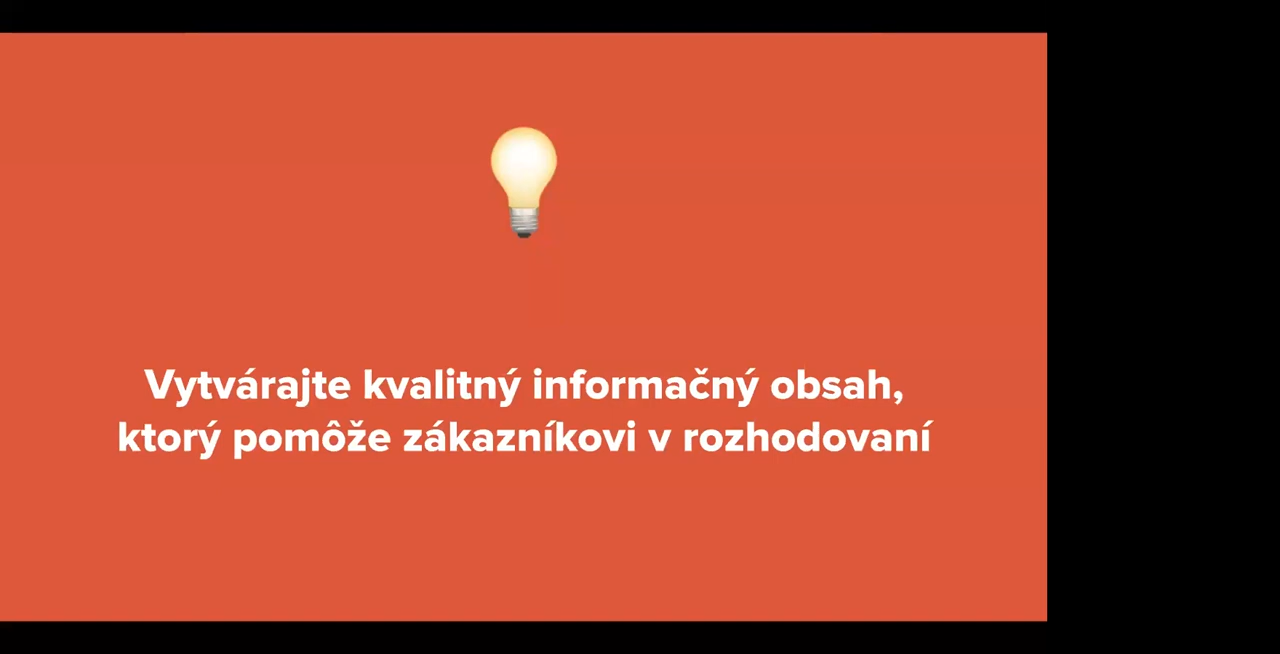 Vytvárajte kvalitný informačný obsah,
ktorý pomôže zákazníkovi v rozhodovaní